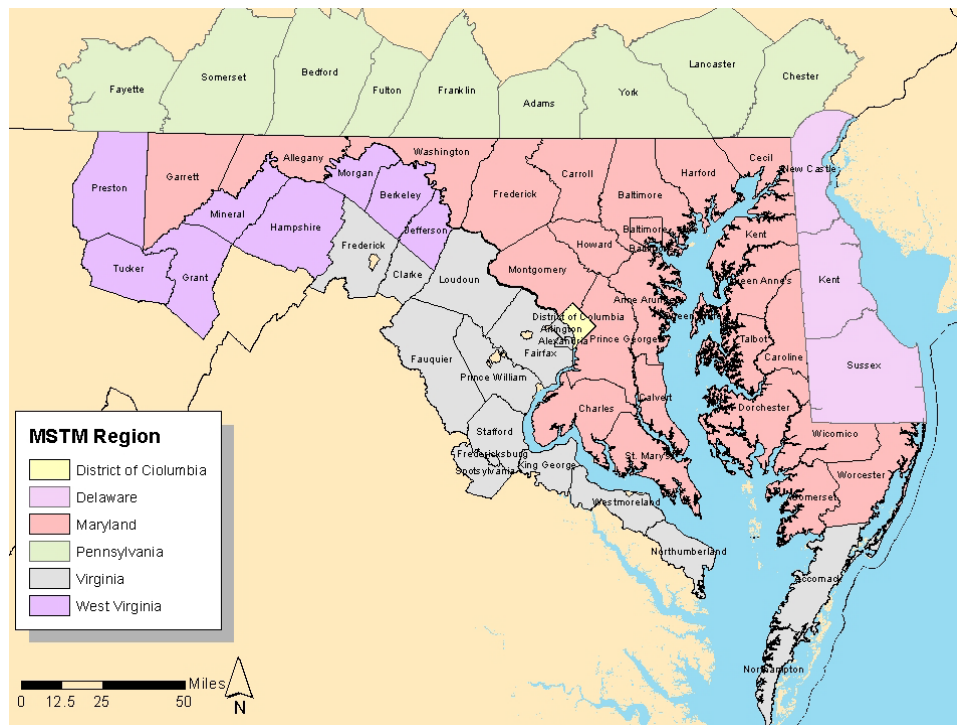 Lancaster
Somerset
Bedford
Chester
Fayette
Fulton
Franklin
York
Adams
Cecil
Allegany
Washington
New Castle
Garrett
Morgan
Carroll
Harford
Preston
Frederick
Baltimore
Berkeley
Mineral
Hampshire
Jefferson
Baltimore
Kent
Frederick
Howard
Tucker
Grant
Clarke
Loudoun
Montgomery
Kent
Anne Arun
District of Columbia
Arlington
Alexandria
Prince George
Talbot
Fairfax
Caroline
Fauquier
Sussex
Prince William
Calvert
Charles
Dorchester
Stafford
Wicomico
Fredericksburg
St. Marys
Spotsylvania
King George
Worcester
Somerset
Westmoreland
Northumberland
Accomack
Northampton
MSTM Region
District of Ciolumbia
Delaware
Maryland
Pennsylvania
Virginia
West Virginia
Miles
0 12.5 25 50
N